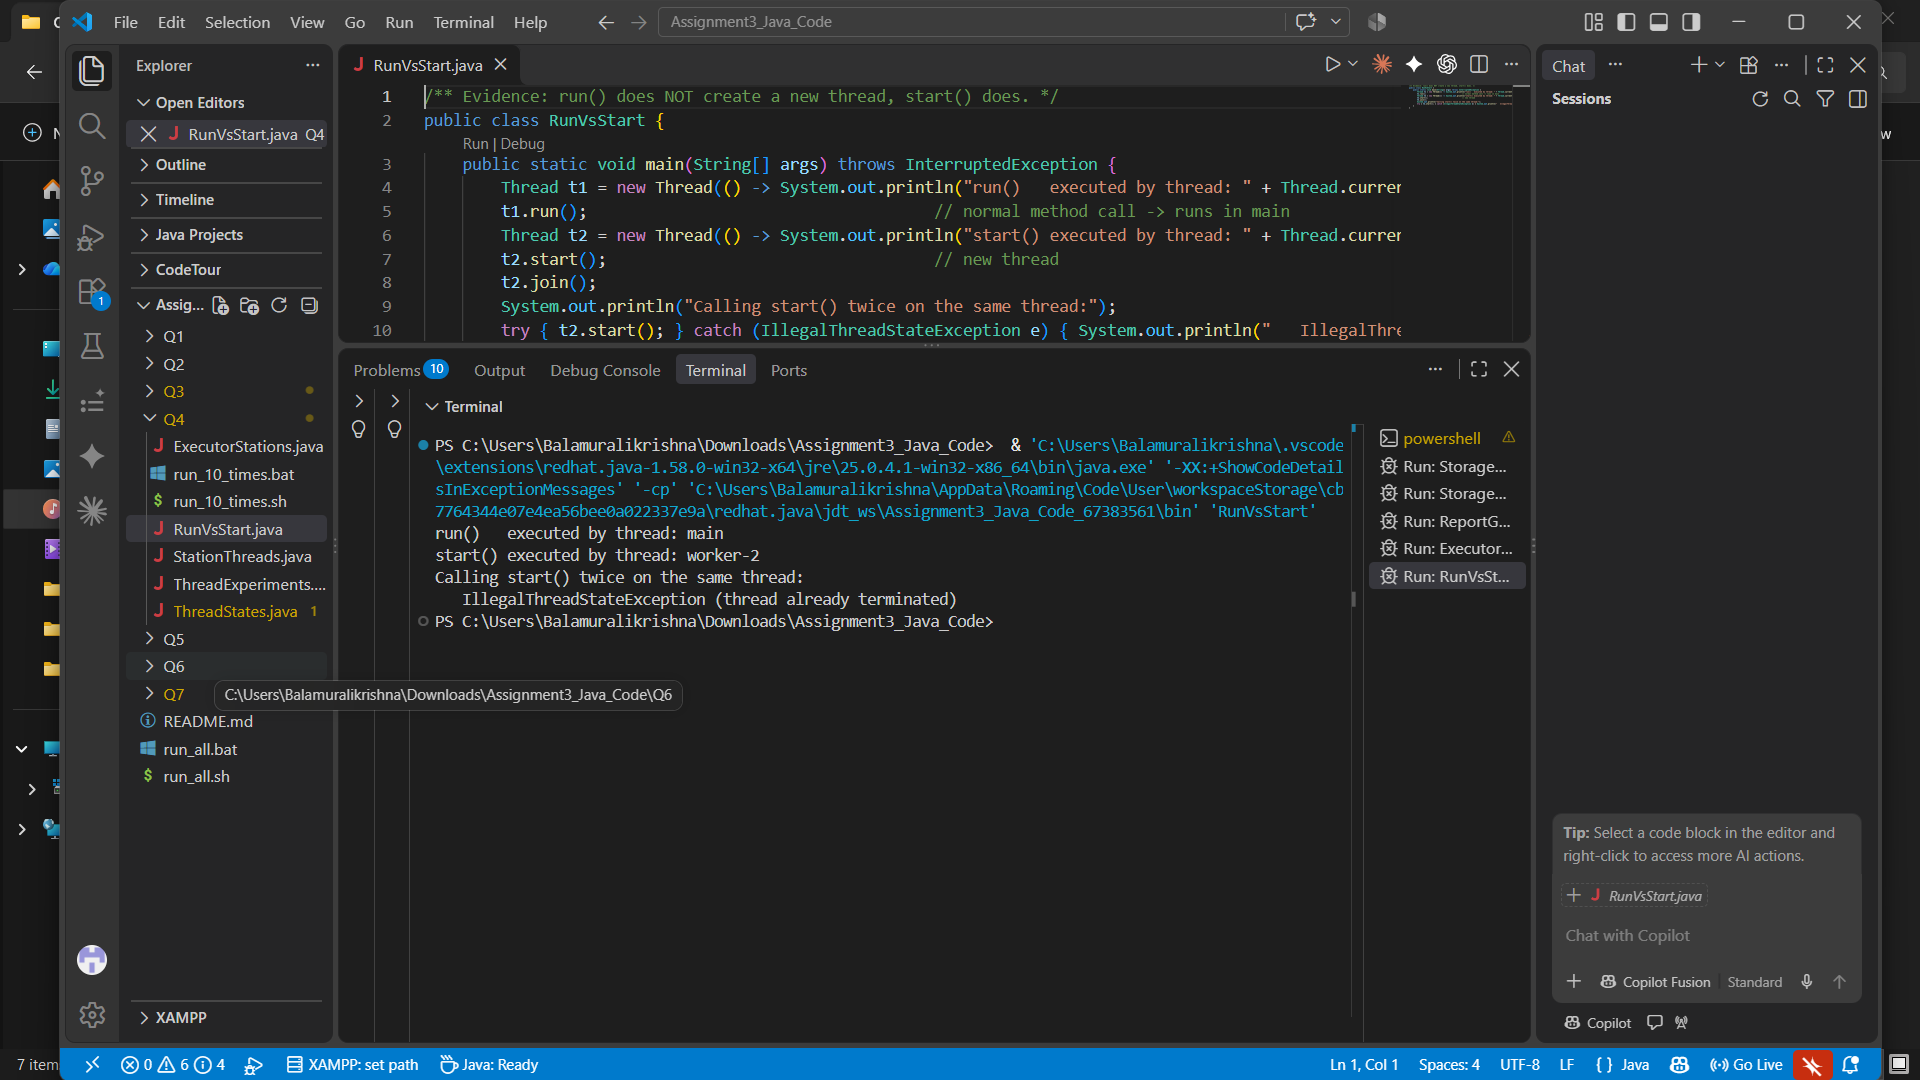 File Edit Selection View Go Run Terminal Help
Assignment3_Java_Code
Explorer
Open Editors
RunVsStart.java Q4
Outline
Timeline
Java Projects
CodeTour
Assig...
Q1
Q2
Q3
Q4
ExecutorStations.java
run_10_times.bat
run_10_times.sh
RunVsStart.java
StationThreads.java
ThreadExperiments....
ThreadStates.java 1
Q5
Q6
Q7
C:\Users\Balamuralikrishna\Downloads\Assignment3_Java_Code\Q6
README.md
run_all.bat
run_all.sh
XAMPP
1
RunVsStart.java
1 /** Evidence: run() does NOT create a new thread, start() does. */
2 public class RunVsStart {
Run | Debug
3 public static void main(String[] args) throws InterruptedException {
4 Thread t1 = new Thread(() -> System.out.println("run()   executed by thread: " + Thread.curren
5 t1.run(); // normal method call -> runs in main
6 Thread t2 = new Thread(() -> System.out.println("start() executed by thread: " + Thread.curren
7 t2.start(); // new thread
8 t2.join();
9 System.out.println("Calling start() twice on the same thread:");
10 try { t2.start(); } catch (IllegalThreadStateException e) { System.out.println("   IllegalThre
Problems 10 Output Debug Console Terminal Ports
Terminal
PS C:\Users\Balamuralikrishna\Downloads\Assignment3_Java_Code>  & 'C:\Users\Balamuralikrishna\.vscode
\extensions\redhat.java-1.58.0-win32-x64\jre\25.0.4.1-win32-x86_64\bin\java.exe' '-XX:+ShowCodeDetail
sInExceptionMessages' '-cp' 'C:\Users\Balamuralikrishna\AppData\Roaming\Code\User\workspaceStorage\cb
7764344e07e4ea56bee0a022337e9a\redhat.java\jdt_ws\Assignment3_Java_Code_67383561\bin' 'RunVsStart'
run()   executed by thread: main
start() executed by thread: worker-2
Calling start() twice on the same thread:
   IllegalThreadStateException (thread already terminated)
PS C:\Users\Balamuralikrishna\Downloads\Assignment3_Java_Code>
powershell
Run: Storage...
Run: Storage...
Run: ReportG...
Run: Executor...
Run: RunVsSt...
Chat
Sessions
Tip: Select a code block in the editor and
right-click to access more AI actions.
RunVsStart.java
Chat with Copilot
Copilot Fusion Standard
Copilot
7 item
0 6 4 XAMPP: set path Java: Ready
Ln 1, Col 1 Spaces: 4 UTF-8 LF { } Java Go Live